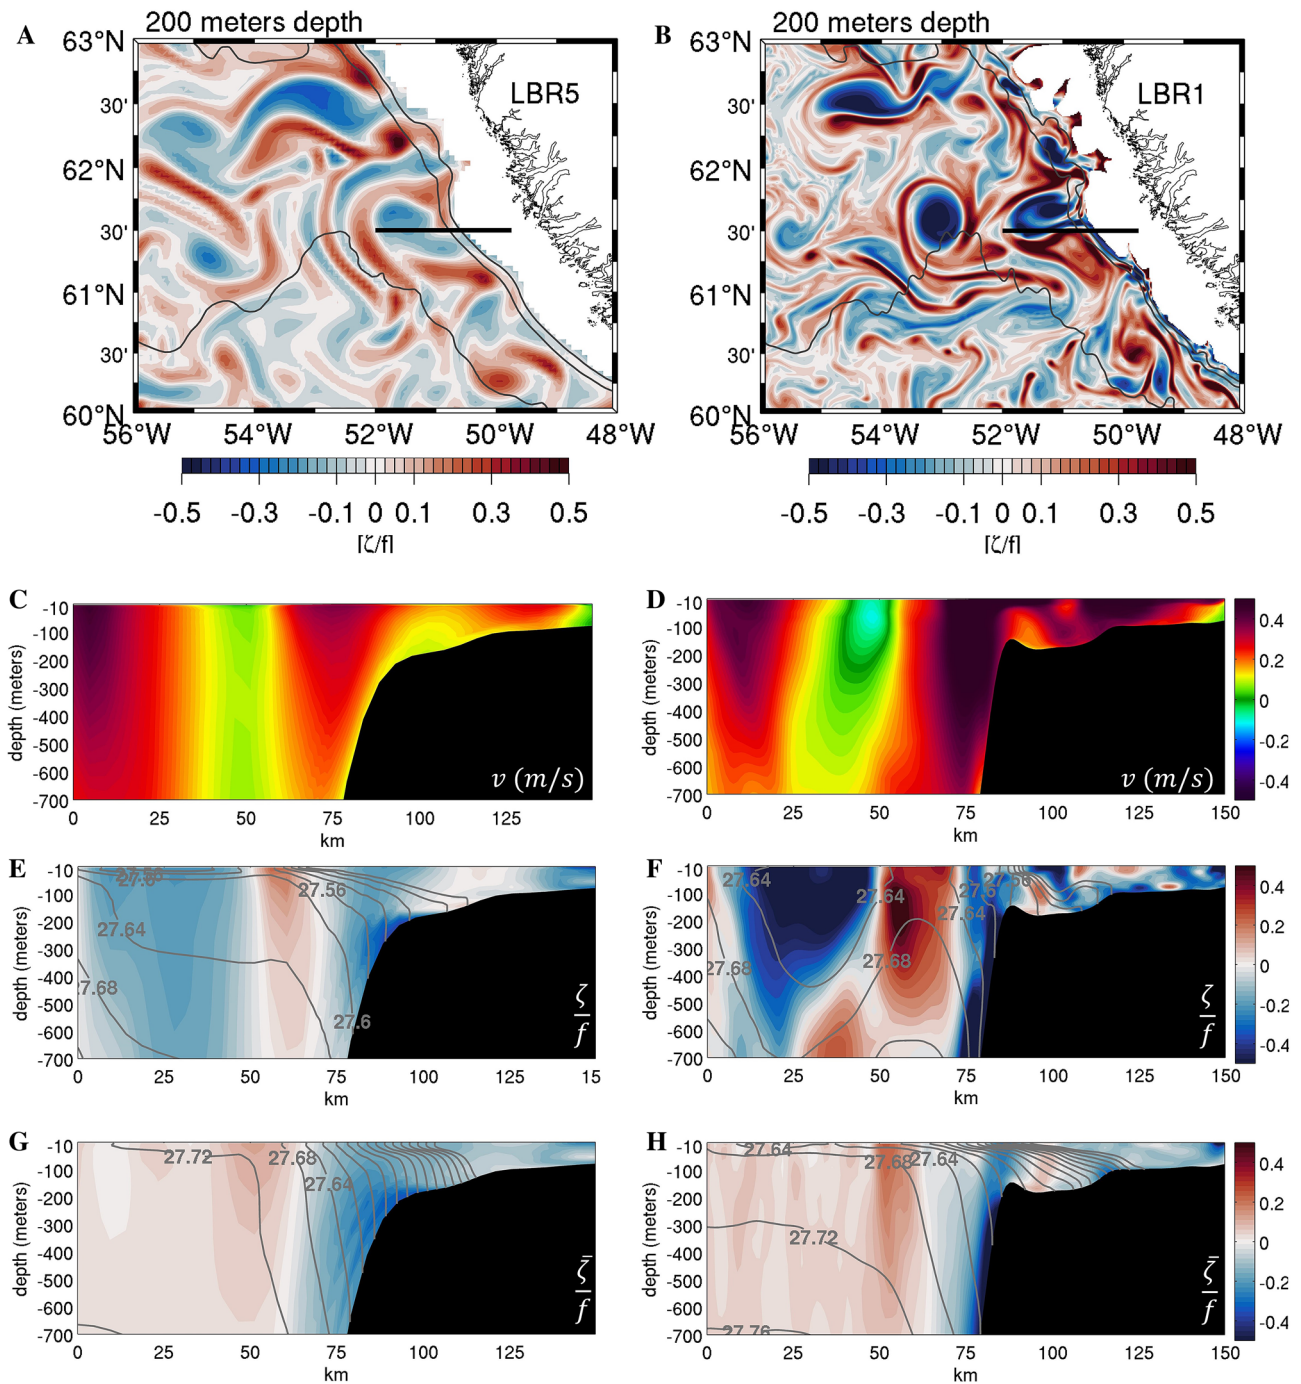 A
200 meters depth
63°N
30'
62°N
30'
61°N
30'
60°N
56°W 54°W 52°W 50°W 48°W
LBR5
-0.5 -0.3 -0.1 0 0.1 0.3 0.5
[ζ/f]
B
200 meters depth
63°N
30'
62°N
30'
61°N
30'
60°N
56°W 54°W 52°W 50°W 48°W
LBR1
-0.5 -0.3 -0.1 0 0.1 0.3 0.5
[ζ/f]
C
depth (meters)
-10
-100
-200
-300
-400
-500
-600
-700
0 25 50 75 100 125
km
v (m/s)
D
depth (meters)
-10
-100
-200
-300
-400
-500
-600
-700
0 25 50 75 100 125 150
km
v (m/s)
0.4
0.2
0
-0.2
-0.4
E
depth (meters)
-10
-100
-200
-300
-400
-500
-600
-700
0 25 50 75 100 125 15
km
27.56
27.64
27.68
27.6
ζ
f
F
depth (meters)
-10
-100
-200
-300
-400
-500
-600
-700
0 25 50 75 100 125 150
km
27.64
27.64
27.6
27.64
27.68
27.68
ζ
f
0.4
0.2
0
-0.2
-0.4
G
depth (meters)
-10
-100
-200
-300
-400
-500
-600
-700
0 25 50 75 100 125
km
27.72
27.68
27.64
ζ̄
f
H
depth (meters)
-10
-100
-200
-300
-400
-500
-600
-700
0 25 50 75 100 125 150
km
27.64
27.68
27.64
27.72
27.76
ζ̄
f
0.4
0.2
0
-0.2
-0.4